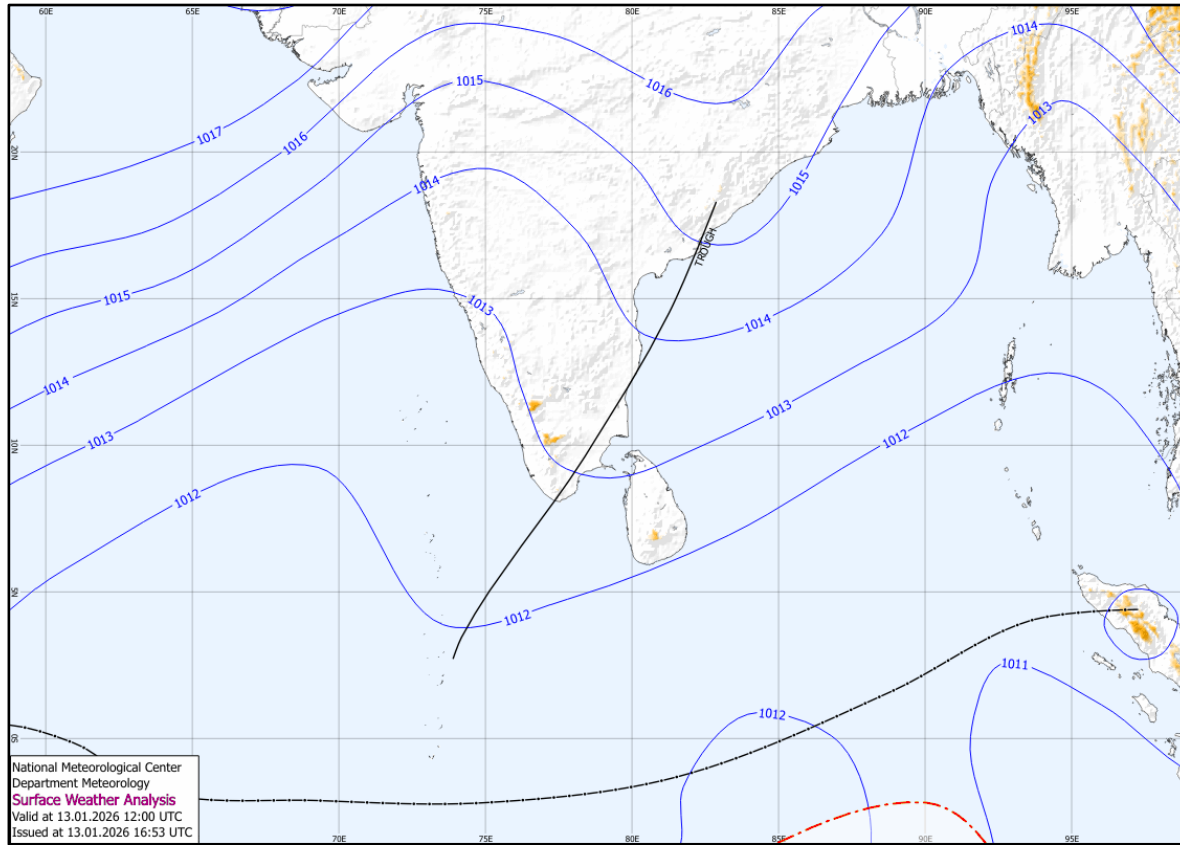 60E 65E 70E 75E 80E 85E 90E 95E
1014
1016
1015
1013
1017
1016
20N
1015
1014
TROUGH
15N
1015
1013
1014
1014
1013
1013
1012
10N
1012
1012
5N
1011
1012
0S
National Meteorological Center
Department Meteorology
Surface Weather Analysis
Valid at 13.01.2026 12:00 UTC
Issued at 13.01.2026 16:53 UTC
70E 75E 80E 85E 90E 95E